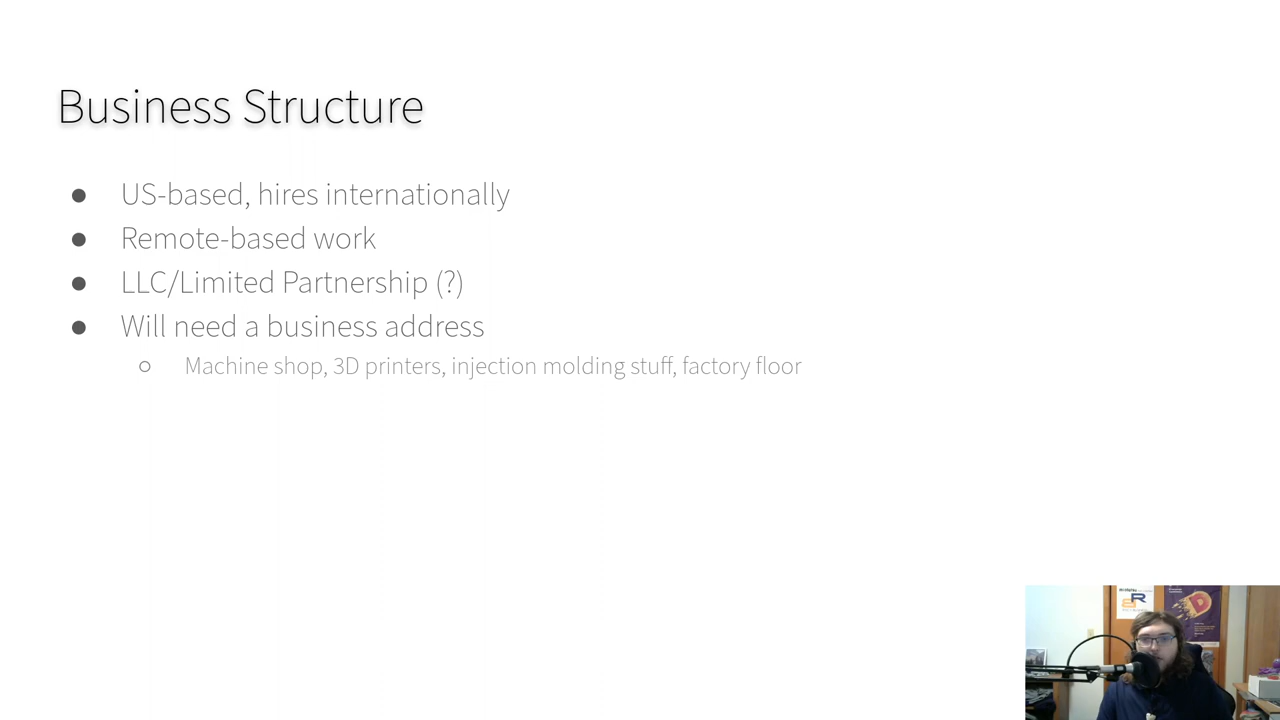 Business Structure
● US-based, hires internationally
● Remote-based work
● LLC/Limited Partnership (?)
● Will need a business address
○ Machine shop, 3D printers, injection molding stuff, factory floor